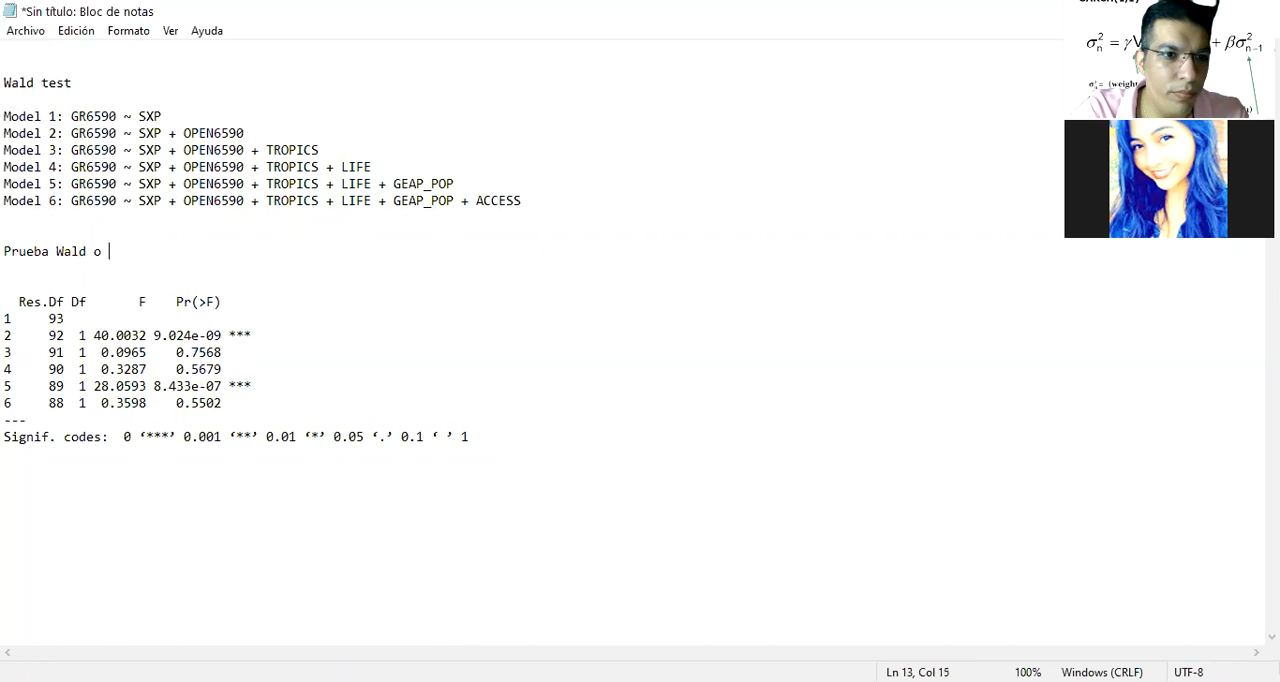 *Sin título: Bloc de notas
Archivo Edición Formato Ver Ayuda
Wald test
Model 1: GR6590 ~ SXP
Model 2: GR6590 ~ SXP + OPEN6590
Model 3: GR6590 ~ SXP + OPEN6590 + TROPICS
Model 4: GR6590 ~ SXP + OPEN6590 + TROPICS + LIFE
Model 5: GR6590 ~ SXP + OPEN6590 + TROPICS + LIFE + GEAP_POP
Model 6: GR6590 ~ SXP + OPEN6590 + TROPICS + LIFE + GEAP_POP + ACCESS
Prueba Wald o
Res.Df Df F Pr(>F)
1 93
2 92 1 40.0032 9.024e-09 ***
3 91 1 0.0965 0.7568
4 90 1 0.3287 0.5679
5 89 1 28.0593 8.433e-07 ***
6 88 1 0.3598 0.5502
---
Signif. codes: 0 ‘***’ 0.001 ‘**’ 0.01 ‘*’ 0.05 ‘.’ 0.1 ‘ ’ 1
σ²n = γV + βσ²n−1
Ln 13, Col 15 100% Windows (CRLF) UTF-8